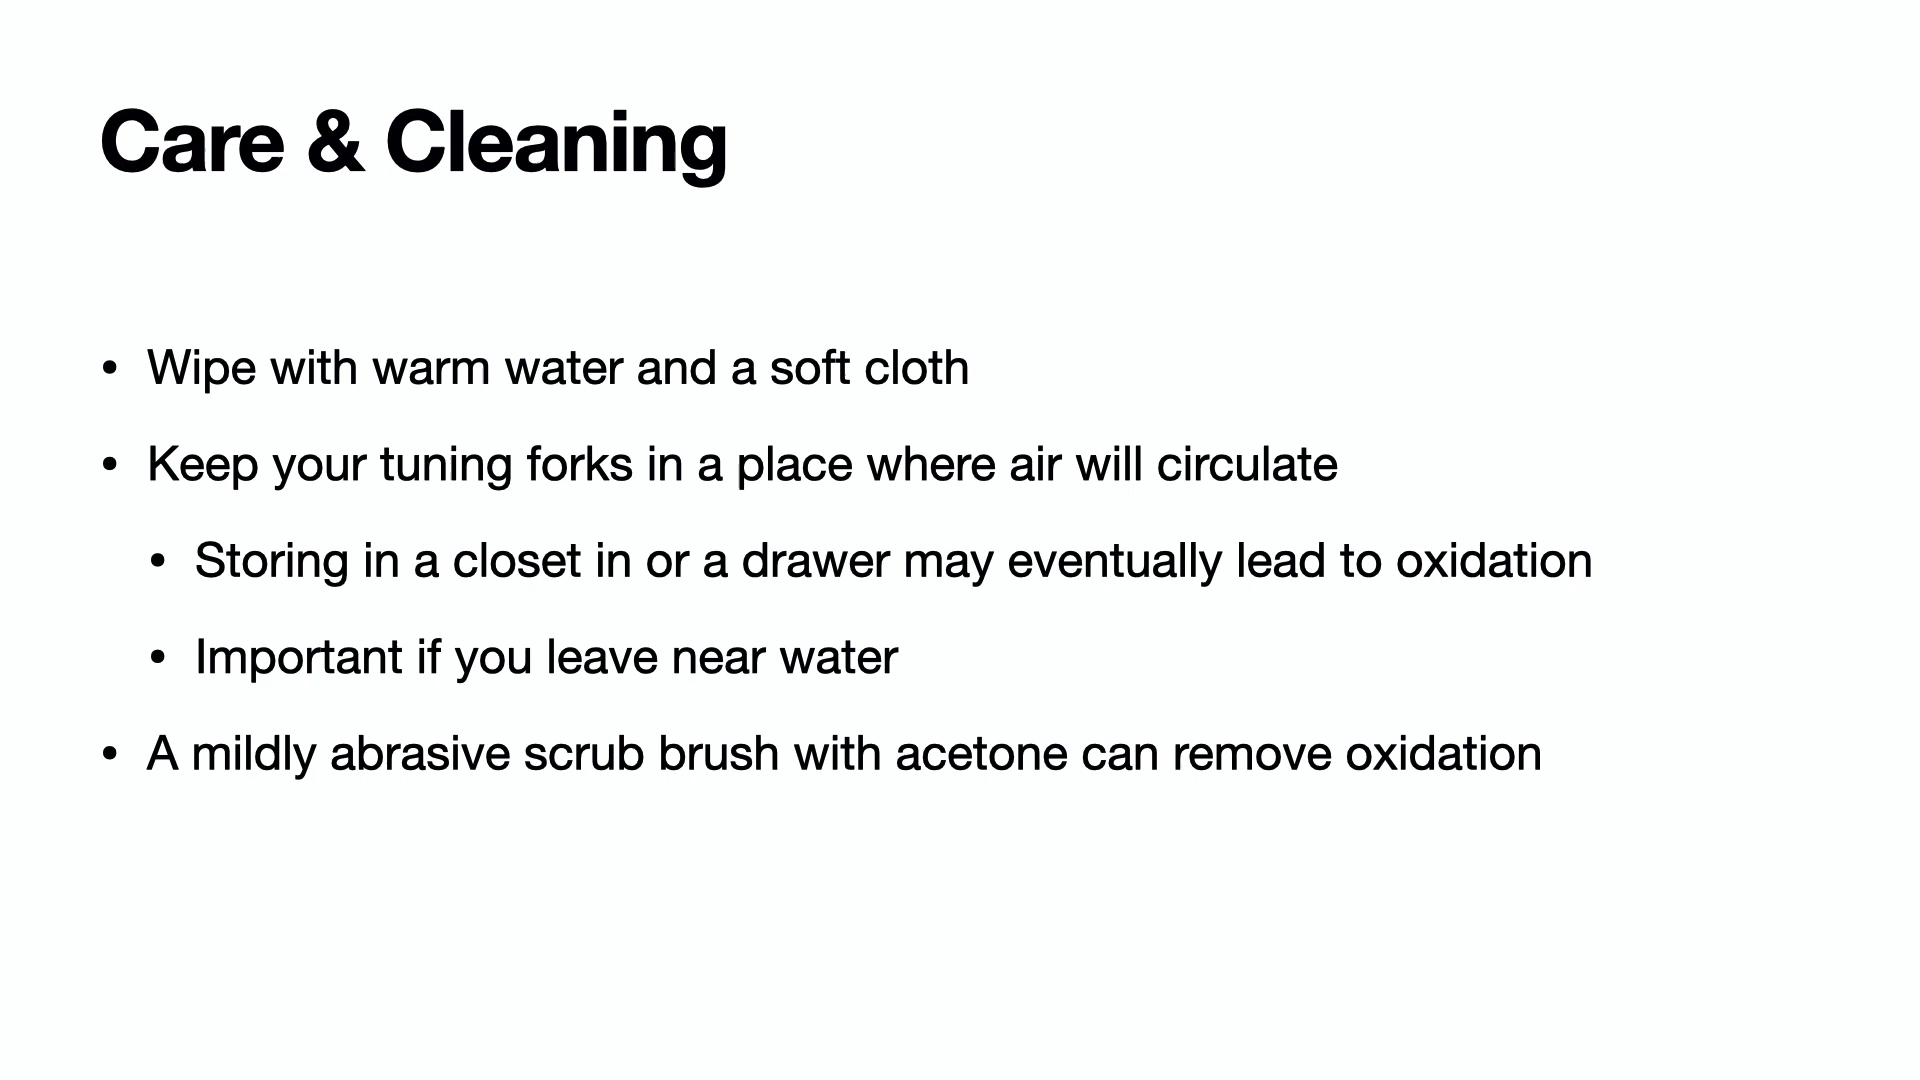 Care & Cleaning
• Wipe with warm water and a soft cloth
• Keep your tuning forks in a place where air will circulate
• Storing in a closet in or a drawer may eventually lead to oxidation
• Important if you leave near water
• A mildly abrasive scrub brush with acetone can remove oxidation